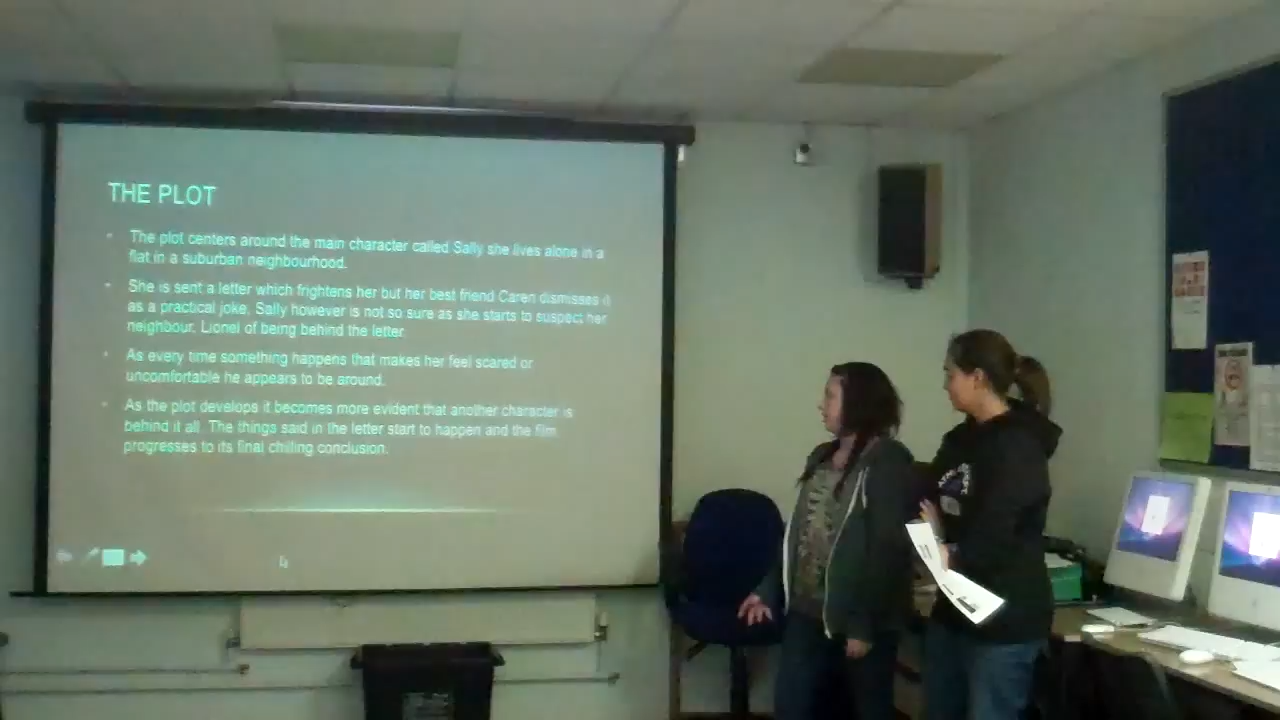 THE PLOT
The plot centers around the main character called Sally she lives alone in a
flat in a suburban neighbourhood.
She is sent a letter which frightens her but her best friend Caren dismisses it
as a practical joke, Sally however is not so sure as she starts to suspect her
neighbour, Lionel of being behind the letter.
As every time something happens that makes her feel scared or
uncomfortable he appears to be around.
As the plot develops it becomes more evident that another character is
behind it all. The things said in the letter start to happen and the film
progresses to its final chilling conclusion.